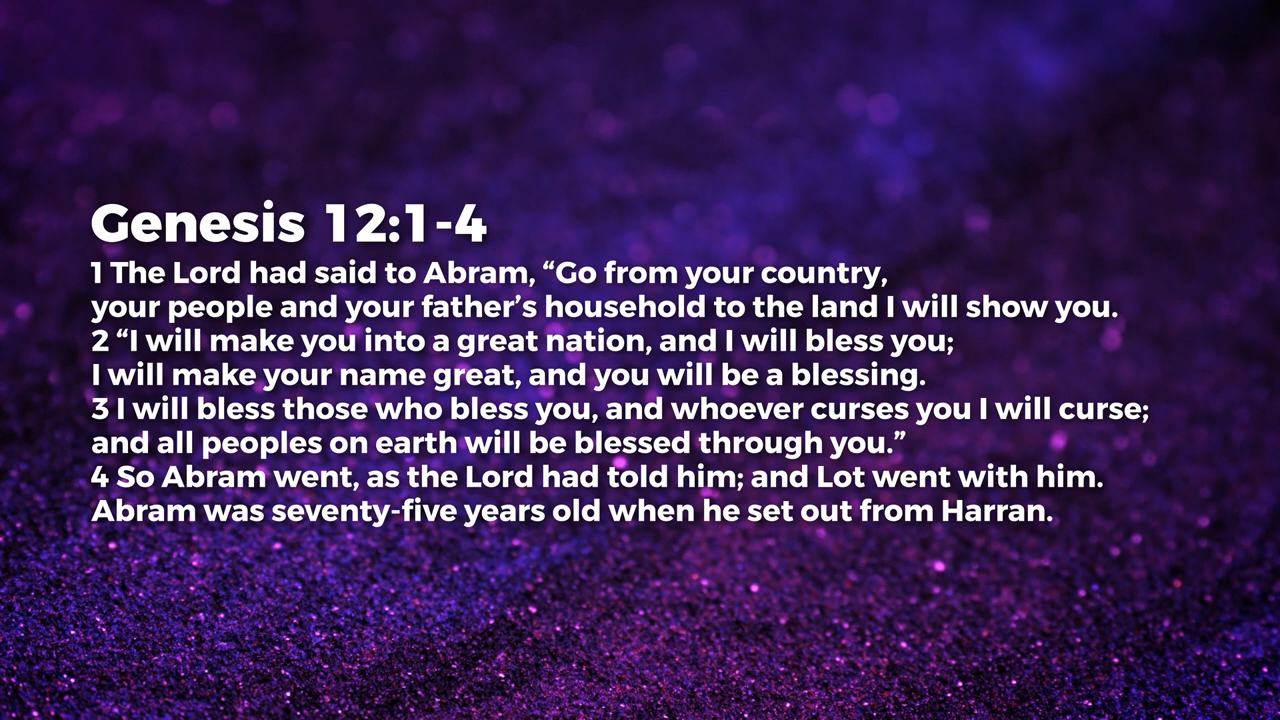 Genesis 12:1-4
1 The Lord had said to Abram, “Go from your country,
your people and your father’s household to the land I will show you.
2 “I will make you into a great nation, and I will bless you;
I will make your name great, and you will be a blessing.
3 I will bless those who bless you, and whoever curses you I will curse;
and all peoples on earth will be blessed through you.”
4 So Abram went, as the Lord had told him; and Lot went with him.
Abram was seventy-five years old when he set out from Harran.